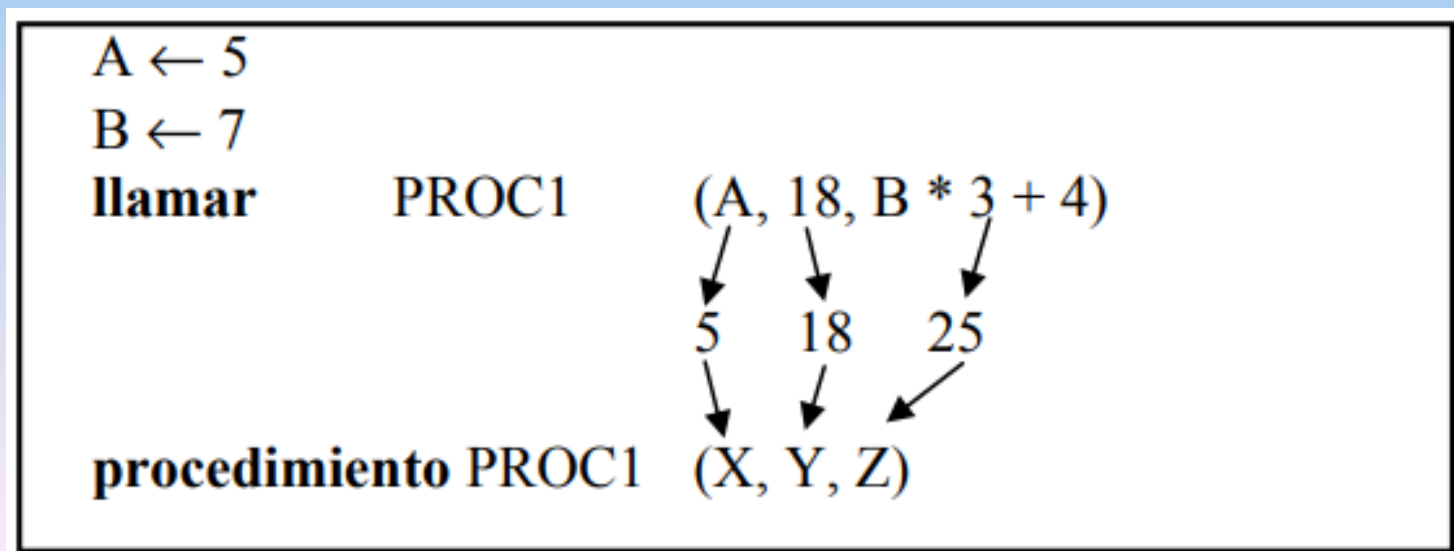 A ← 5
B ← 7
llamar PROC1 (A, 18, B * 3 + 4)
5 18 25
procedimiento PROC1 (X, Y, Z)